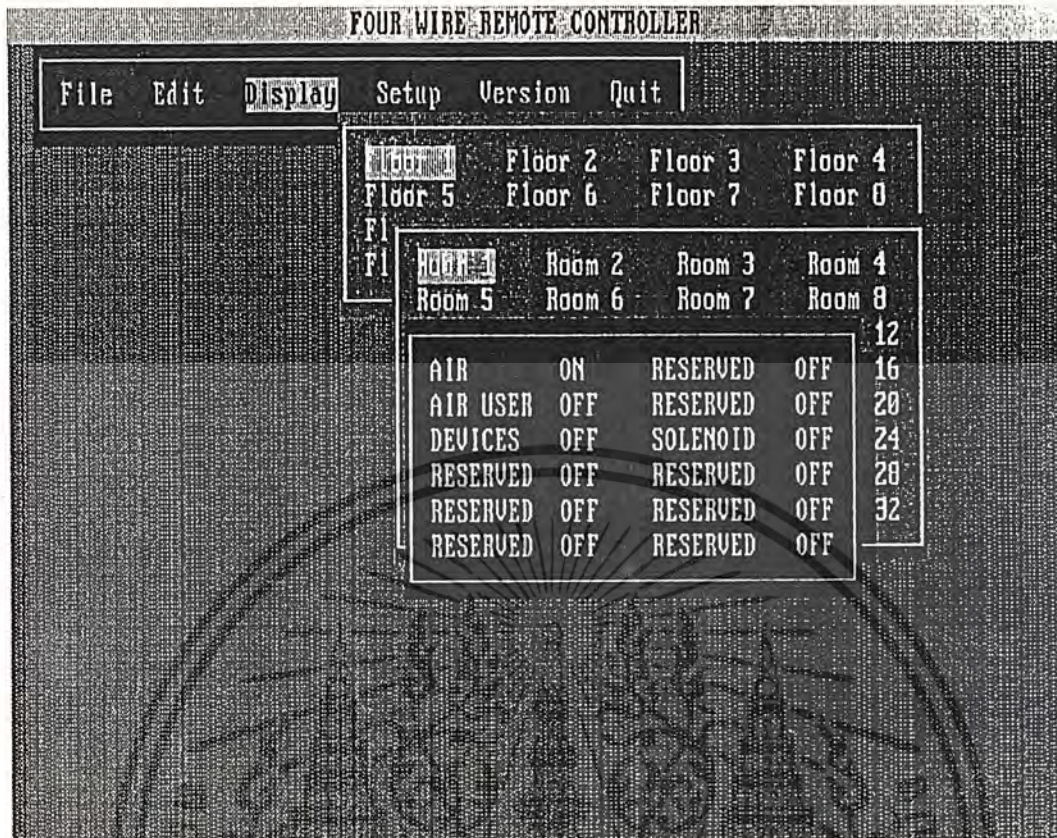 FOUR WIRE REMOTE CONTROLLER
File Edit Display Setup Version Quit
Floor 2 Floor 3 Floor 4
Floor 5 Floor 6 Floor 7 Floor 8
Fl
Fl
Room 2 Room 3 Room 4
Room 5 Room 6 Room 7 Room 8
12
AIR ON RESERVED OFF 16
AIR USER OFF RESERVED OFF 20
DEVICES OFF SOLENOID OFF 24
RESERVED OFF RESERVED OFF 28
RESERVED OFF RESERVED OFF 32
RESERVED OFF RESERVED OFF